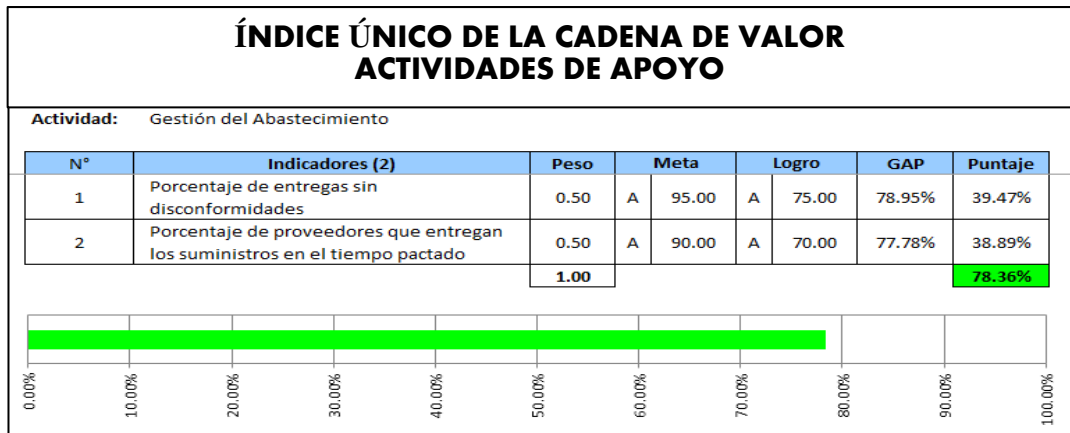 ÍNDICE ÚNICO DE LA CADENA DE VALOR
ACTIVIDADES DE APOYO
Actividad: Gestión del Abastecimiento
N° Indicadores (2) Peso Meta Logro GAP Puntaje
1 Porcentaje de entregas sin
disconformidades 0.50 A 95.00 A 75.00 78.95% 39.47%
2 Porcentaje de proveedores que entregan
los suministros en el tiempo pactado 0.50 A 90.00 A 70.00 77.78% 38.89%
1.00 78.36%
0.00% 10.00% 20.00% 30.00% 40.00% 50.00% 60.00% 70.00% 80.00% 90.00% 100.00%